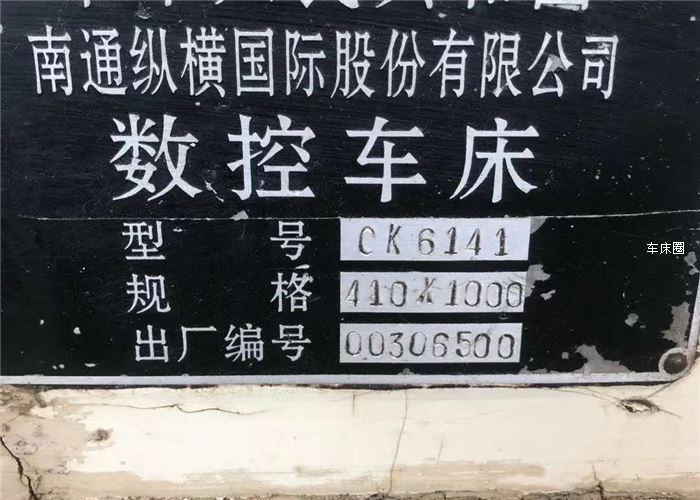 南通纵横国际股份有限公司
数控车床
型号 CK6141
规格 410X1000
出厂编号 00306500
车床圈